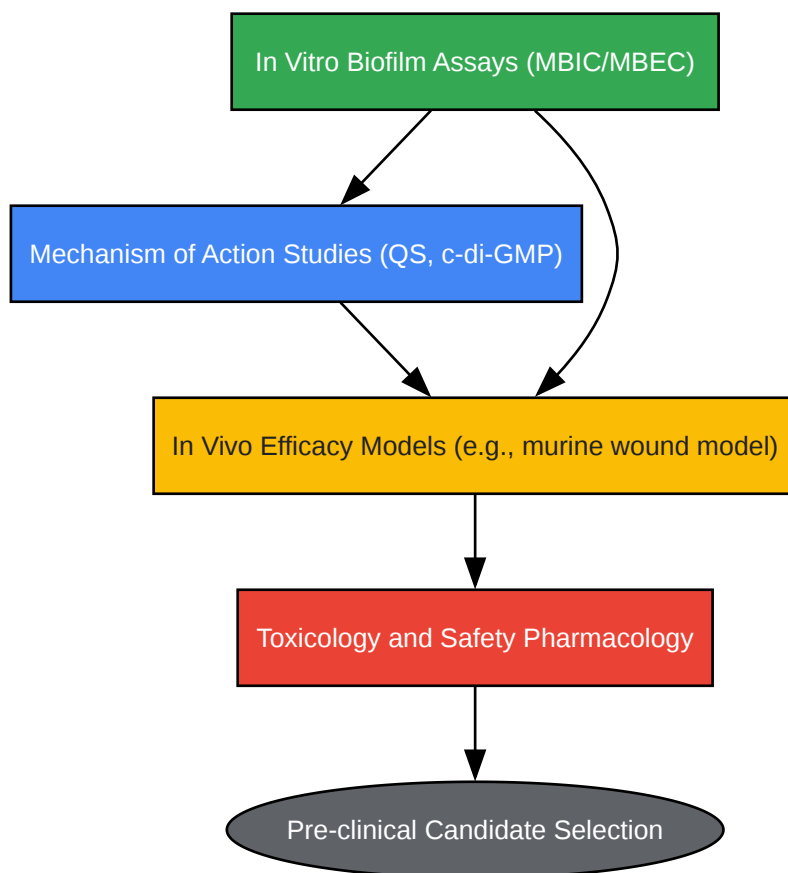 In Vitro Biofilm Assays (MBIC/MBEC)
Mechanism of Action Studies (QS, c-di-GMP)
In Vivo Efficacy Models (e.g., murine wound model)
Toxicology and Safety Pharmacology
Pre-clinical Candidate Selection